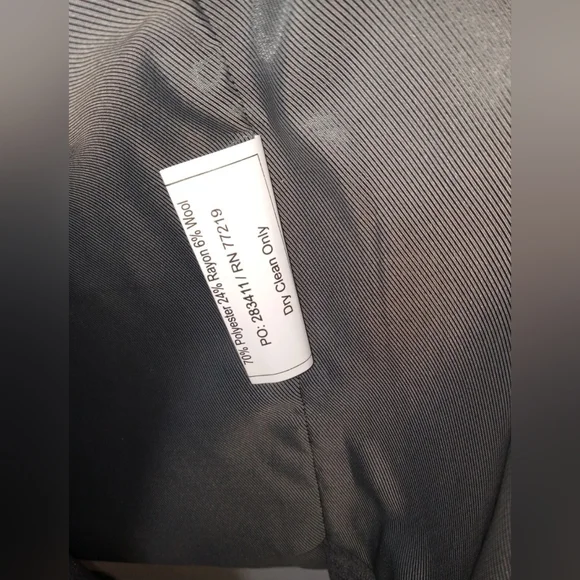 70% Polyester 24% Rayon 6% Wool
PO: 283411/ RN 77219
Dry Clean Only